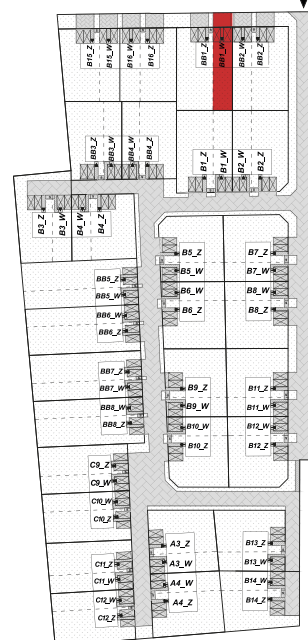 B15_Z
B15_W
B16_W
B16_Z
BB1_Z
BB1_W
BB2_W
BB2_Z
BB3_Z
BB3_W
BB4_W
BB4_Z
B1_Z
B1_W
B2_W
B2_Z
B3_Z
B3_W
B4_W
B4_Z
B5_Z
B5_W
B6_W
B6_Z
B7_Z
B7_W
B8_W
B8_Z
BB5_Z
BB5_W
BB6_W
BB6_Z
BB7_Z
BB7_W
BB8_W
BB8_Z
B9_Z
B9_W
B10_W
B10_Z
B11_Z
B11_W
B12_W
B12_Z
C9_Z
C9_W
C10_W
C10_Z
C11_Z
C11_W
C12_W
C12_Z
A3_Z
A3_W
A4_W
A4_Z
B13_Z
B13_W
B14_W
B14_Z